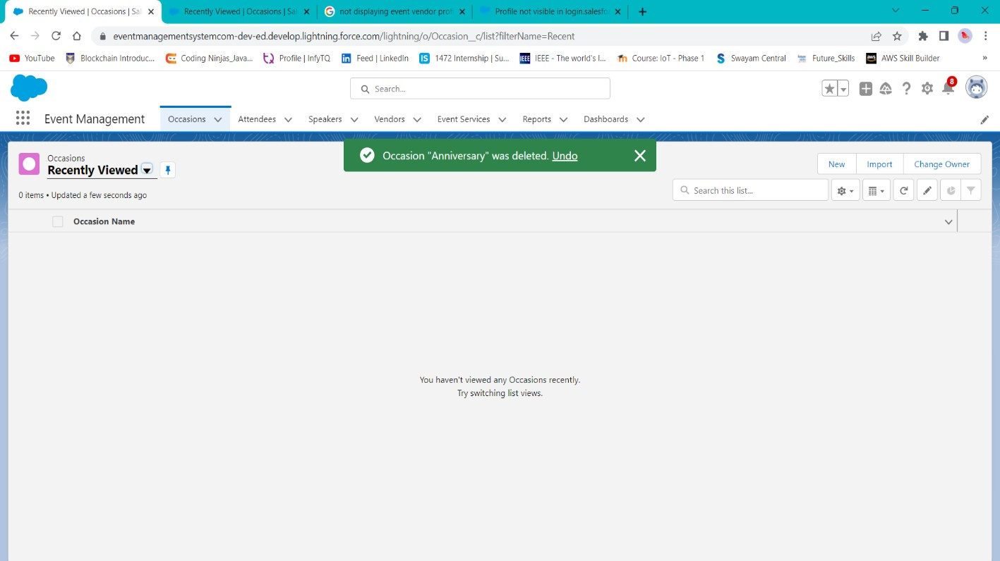 Recently Viewed | Occasions | Sal
Recently Viewed | Occasions | Sal
not displaying event vendor profi
Profile not visible in login.salesfo
eventmanagementsystemcom-dev-ed.develop.lightning.force.com/lightning/o/Occasion__c/list?filterName=Recent
YouTube
Blockchain Introduc...
Coding Ninjas_Java...
Profile | InfyTQ
Feed | LinkedIn
1472 Internship | Su...
IEEE - The world's l...
Course: IoT - Phase 1
Swayam Central
Future_Skills
AWS Skill Builder
»
Search...
8
Event Management
Occasions
Attendees
Speakers
Vendors
Event Services
Reports
Dashboards
Occasion "Anniversary" was deleted. Undo
Occasions
Recently Viewed
New
Import
Change Owner
0 items • Updated a few seconds ago
Search this list...
Occasion Name
You haven't viewed any Occasions recently.
Try switching list views.